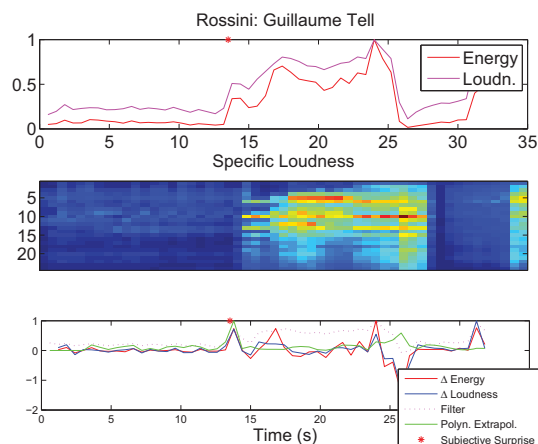 Rossini: Guillaume Tell
1
0.5
0
Energy
Loudn.
0 5 10 15 20 25 30 35
Specific Loudness
5
10
15
20
1
0
−1
−2
0 5 10 15 20 25
Time (s)
Δ Energy
Δ Loudness
Filter
Polyn. Extrapol.
Subjective Surprise